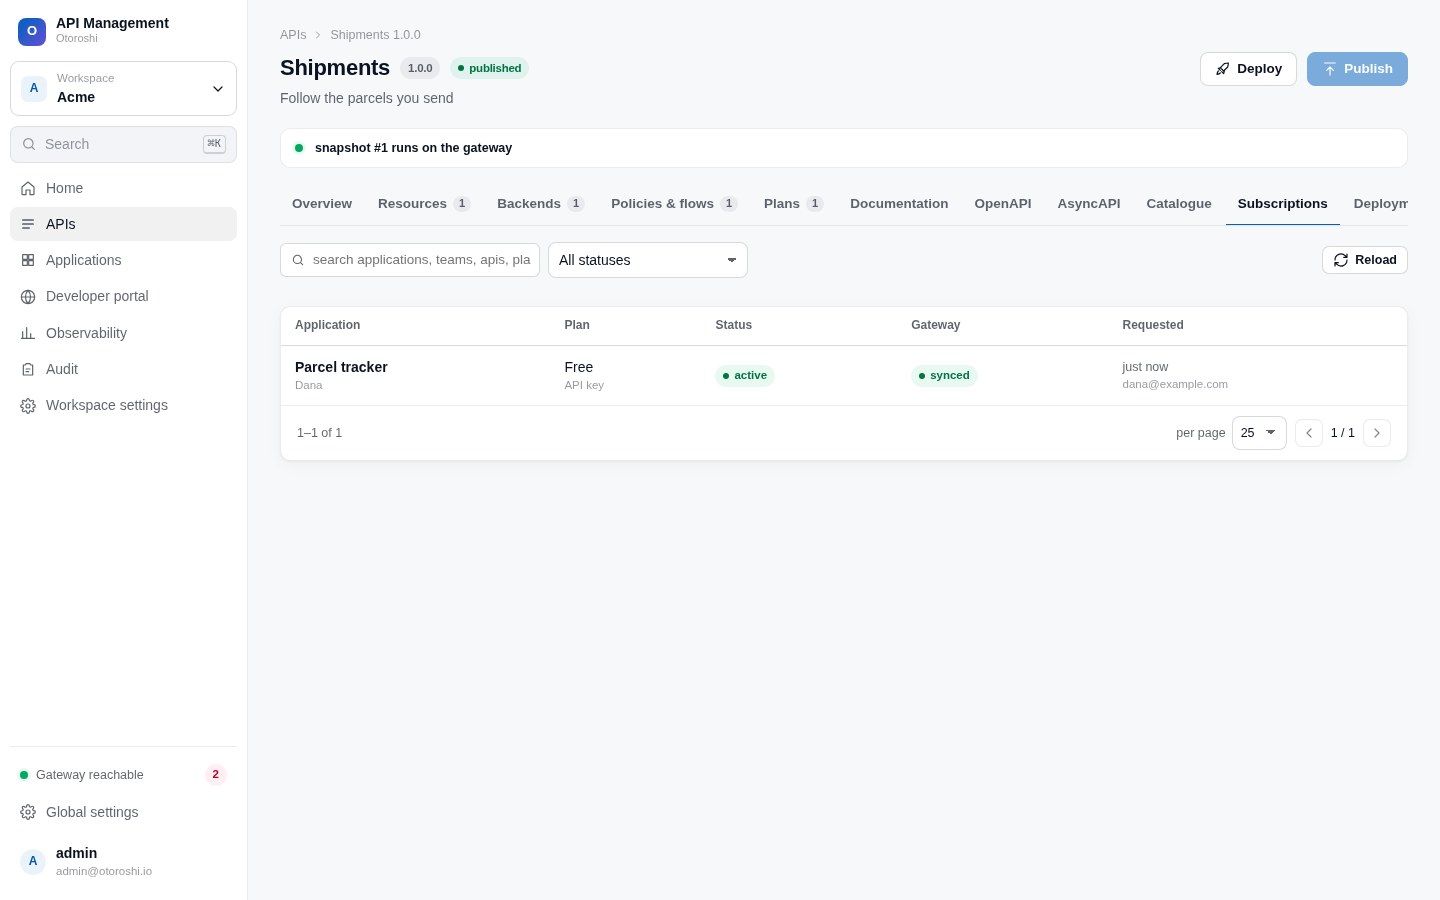 O
API Management
Otoroshi
A
Workspace
Acme
Search
⌘K
Home
APIs
Applications
Developer portal
Observability
Audit
Workspace settings
Gateway reachable
2
Global settings
A
admin
admin@otoroshi.io
APIs
Shipments 1.0.0
Shipments
1.0.0
published
Deploy
Publish
Follow the parcels you send
snapshot #1 runs on the gateway
Overview
Resources 1
Backends 1
Policies & flows 1
Plans 1
Documentation
OpenAPI
AsyncAPI
Catalogue
Subscriptions
Deploym
search applications, teams, apis, pla
All statuses
Reload
Application
Plan
Status
Gateway
Requested
Parcel tracker
Dana
Free
API key
active
synced
just now
dana@example.com
1–1 of 1
per page
25
1 / 1